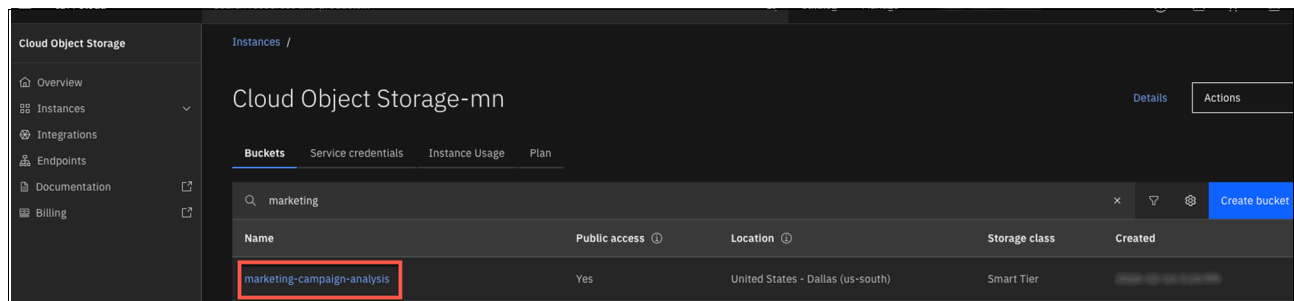 Cloud Object Storage
Overview
Instances
Integrations
Endpoints
Documentation
Billing
Instances /
Cloud Object Storage-mn
Details
Actions
Buckets Service credentials Instance Usage Plan
marketing
Create bucket
Name Public access Location Storage class Created
marketing-campaign-analysis Yes United States - Dallas (us-south) Smart Tier